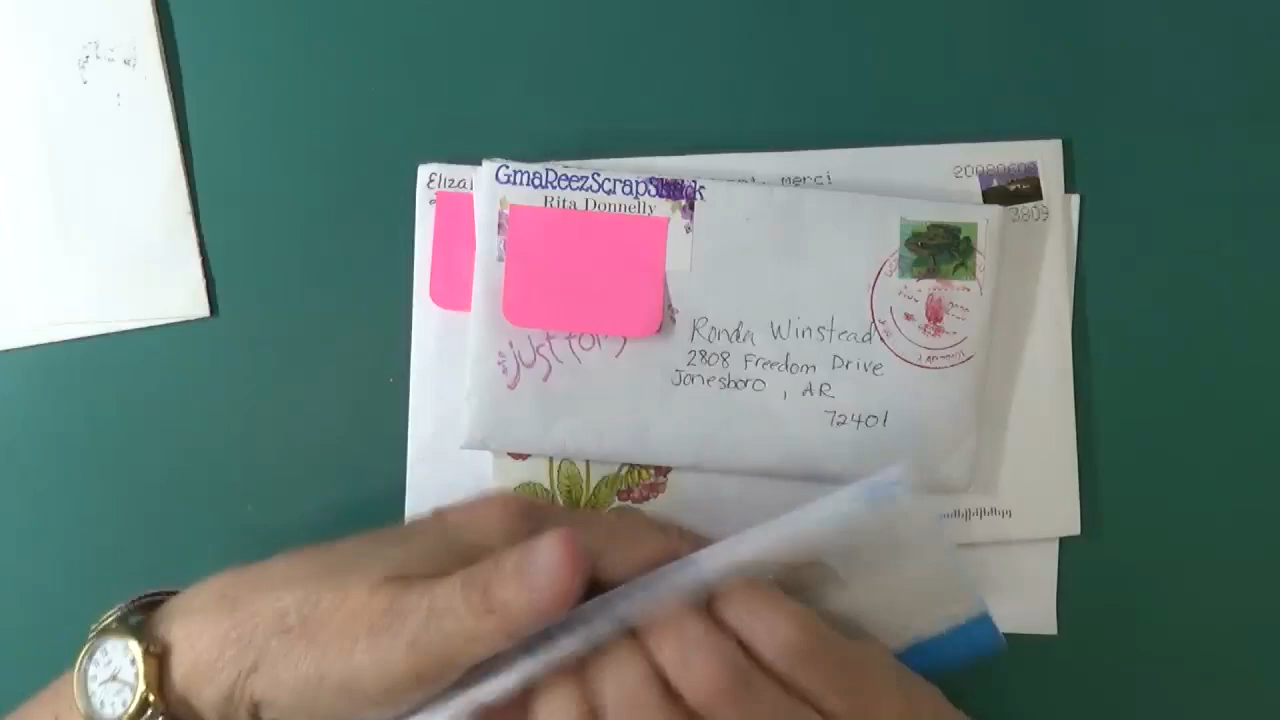 merci
20080609
3809
Eliza
GmaReezScrapShack
Rita Donnelly
just for
Ronda Winstead
2808 Freedom Drive
Jonesboro, AR
72401